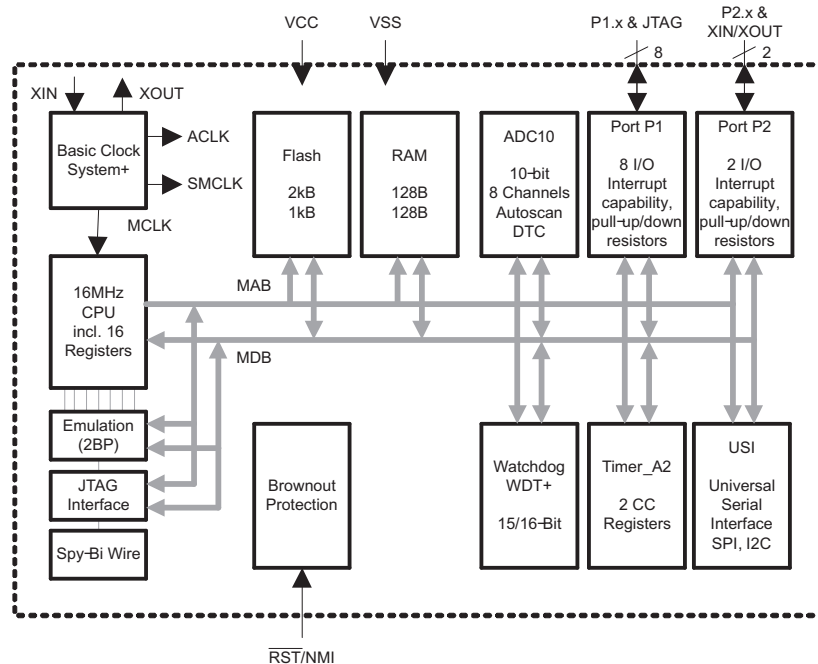 VCC
VSS
P1.x & JTAG
8
P2.x &
XIN/XOUT
2
XIN
XOUT
Basic Clock
System+
ACLK
SMCLK
MCLK
Flash
2kB
1kB
RAM
128B
128B
ADC10
10-bit
8 Channels
Autoscan
DTC
Port P1
8 I/O
Interrupt
capability,
pull-up/down
resistors
Port P2
2 I/O
Interrupt
capability,
pull-up/down
resistors
16MHz
CPU
incl. 16
Registers
MAB
MDB
Emulation
(2BP)
JTAG
Interface
Spy-Bi Wire
Brownout
Protection
Watchdog
WDT+
15/16-Bit
Timer_A2
2 CC
Registers
USI
Universal
Serial
Interface
SPI, I2C
RST/NMI